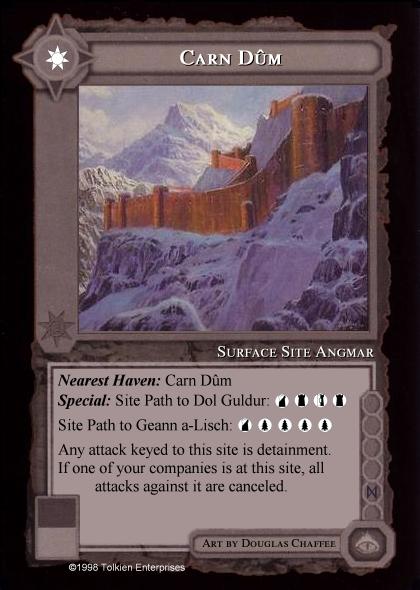 CARN DÛM
SURFACE SITE ANGMAR
Nearest Haven: Carn Dûm
Special: Site Path to Dol Guldur:
Site Path to Geann a-Lisch:
Any attack keyed to this site is detainment.
If one of your companies is at this site, all
attacks against it are canceled.
ART BY DOUGLAS CHAFFEE
©1998 Tolkien Enterprises